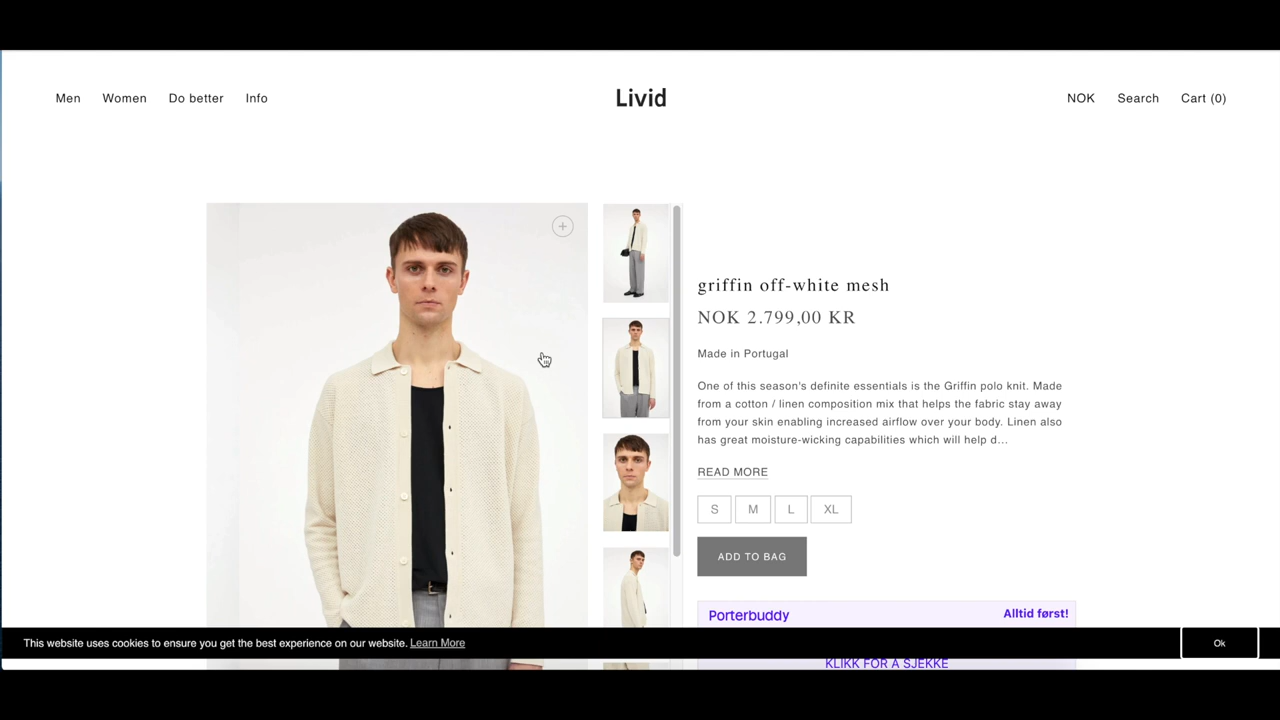 Men Women Do better Info
Livid
NOK Search Cart (0)
griffin off-white mesh
NOK 2.799,00 KR
Made in Portugal
One of this season's definite essentials is the Griffin polo knit. Made
from a cotton / linen composition mix that helps the fabric stay away
from your skin enabling increased airflow over your body. Linen also
has great moisture-wicking capabilities which will help d...
READ MORE
S M L XL
ADD TO BAG
Porterbuddy
Alltid først!
This website uses cookies to ensure you get the best experience on our website. Learn More
Ok
KLIKK FOR Å SJEKKE